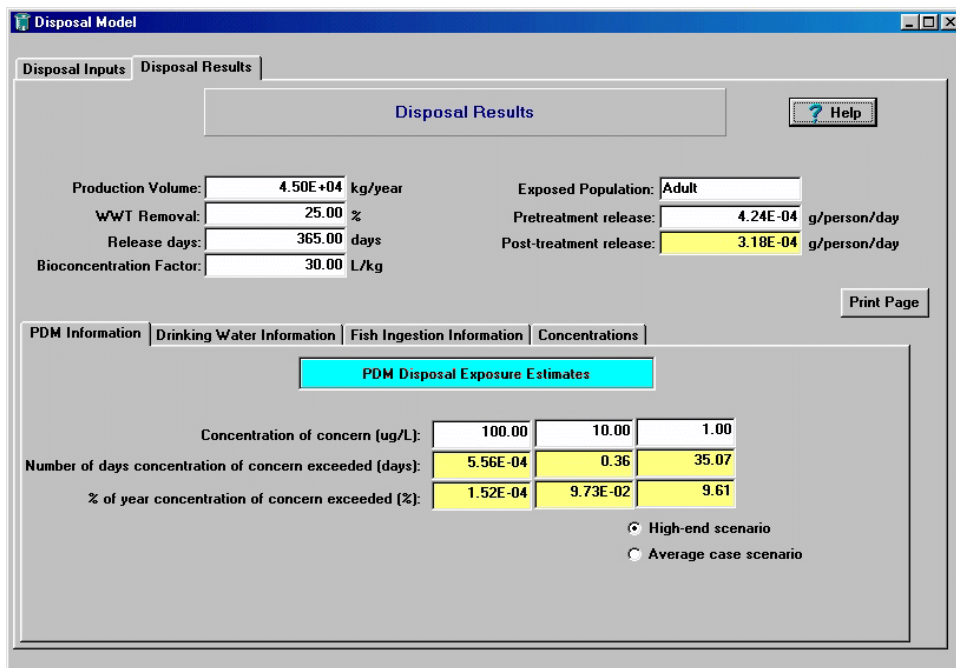 Disposal Model
Disposal Inputs Disposal Results
Disposal Results
? Help
Production Volume: 4.50E+04 kg/year Exposed Population: Adult
WWT Removal: 25.00 % Pretreatment release: 4.24E-04 g/person/day
Release days: 365.00 days Post-treatment release: 3.18E-04 g/person/day
Bioconcentration Factor: 30.00 L/kg
Print Page
PDM Information Drinking Water Information Fish Ingestion Information Concentrations
PDM Disposal Exposure Estimates
Concentration of concern (ug/L): 100.00 10.00 1.00
Number of days concentration of concern exceeded (days): 5.56E-04 0.36 35.07
% of year concentration of concern exceeded (%): 1.52E-04 9.73E-02 9.61
High-end scenario
Average case scenario